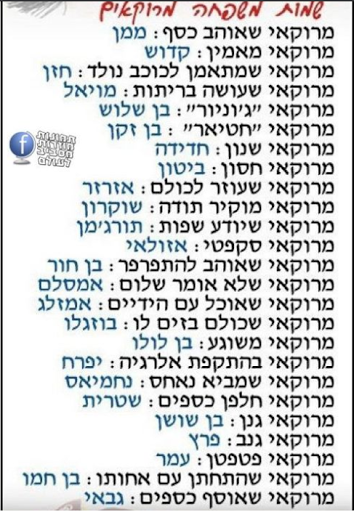 שמות משפחה מרוקאים
מרוקאי שאוהב כסף : ממן
מרוקאי מאמין : קדוש
מרוקאי שמתאמן לכוכב נולד : חזן
מרוקאי שעושה בריתות : מויאל
מרוקאי "ג'וניור" : בן שלוש
מרוקאי "חטיאר" : בן זקן
מרוקאי שנון : חדידה
מרוקאי חסון : ביטון
מרוקאי שעוזר לכולם : אזרזר
מרוקאי מוקיר תודה : שוקרון
מרוקאי שיודע שפות : תורג'מן
מרוקאי סקפטי : אזולאי
מרוקאי שאוהב להתפרפר : בן חור
מרוקאי שלא אומר שלום : אמסלם
מרוקאי שאוכל עם הידיים : אמזלג
מרוקאי שכולם בזים לו : בוזגלו
מרוקאי משוגע : בן לולו
מרוקאי בהתקפת אלרגיה : יפרח
מרוקאי שמביא נאחס : נחמיאס
מרוקאי חלפן כספים : שטרית
מרוקאי גנן : בן שושן
מרוקאי גנב : פרץ
מרוקאי פטפטן : עמר
מרוקאי שהתחתן עם אחותו : בן חמו
מרוקאי שאוסף כספים : גבאי
תמונות
חוזרות
מסביב
לעולם